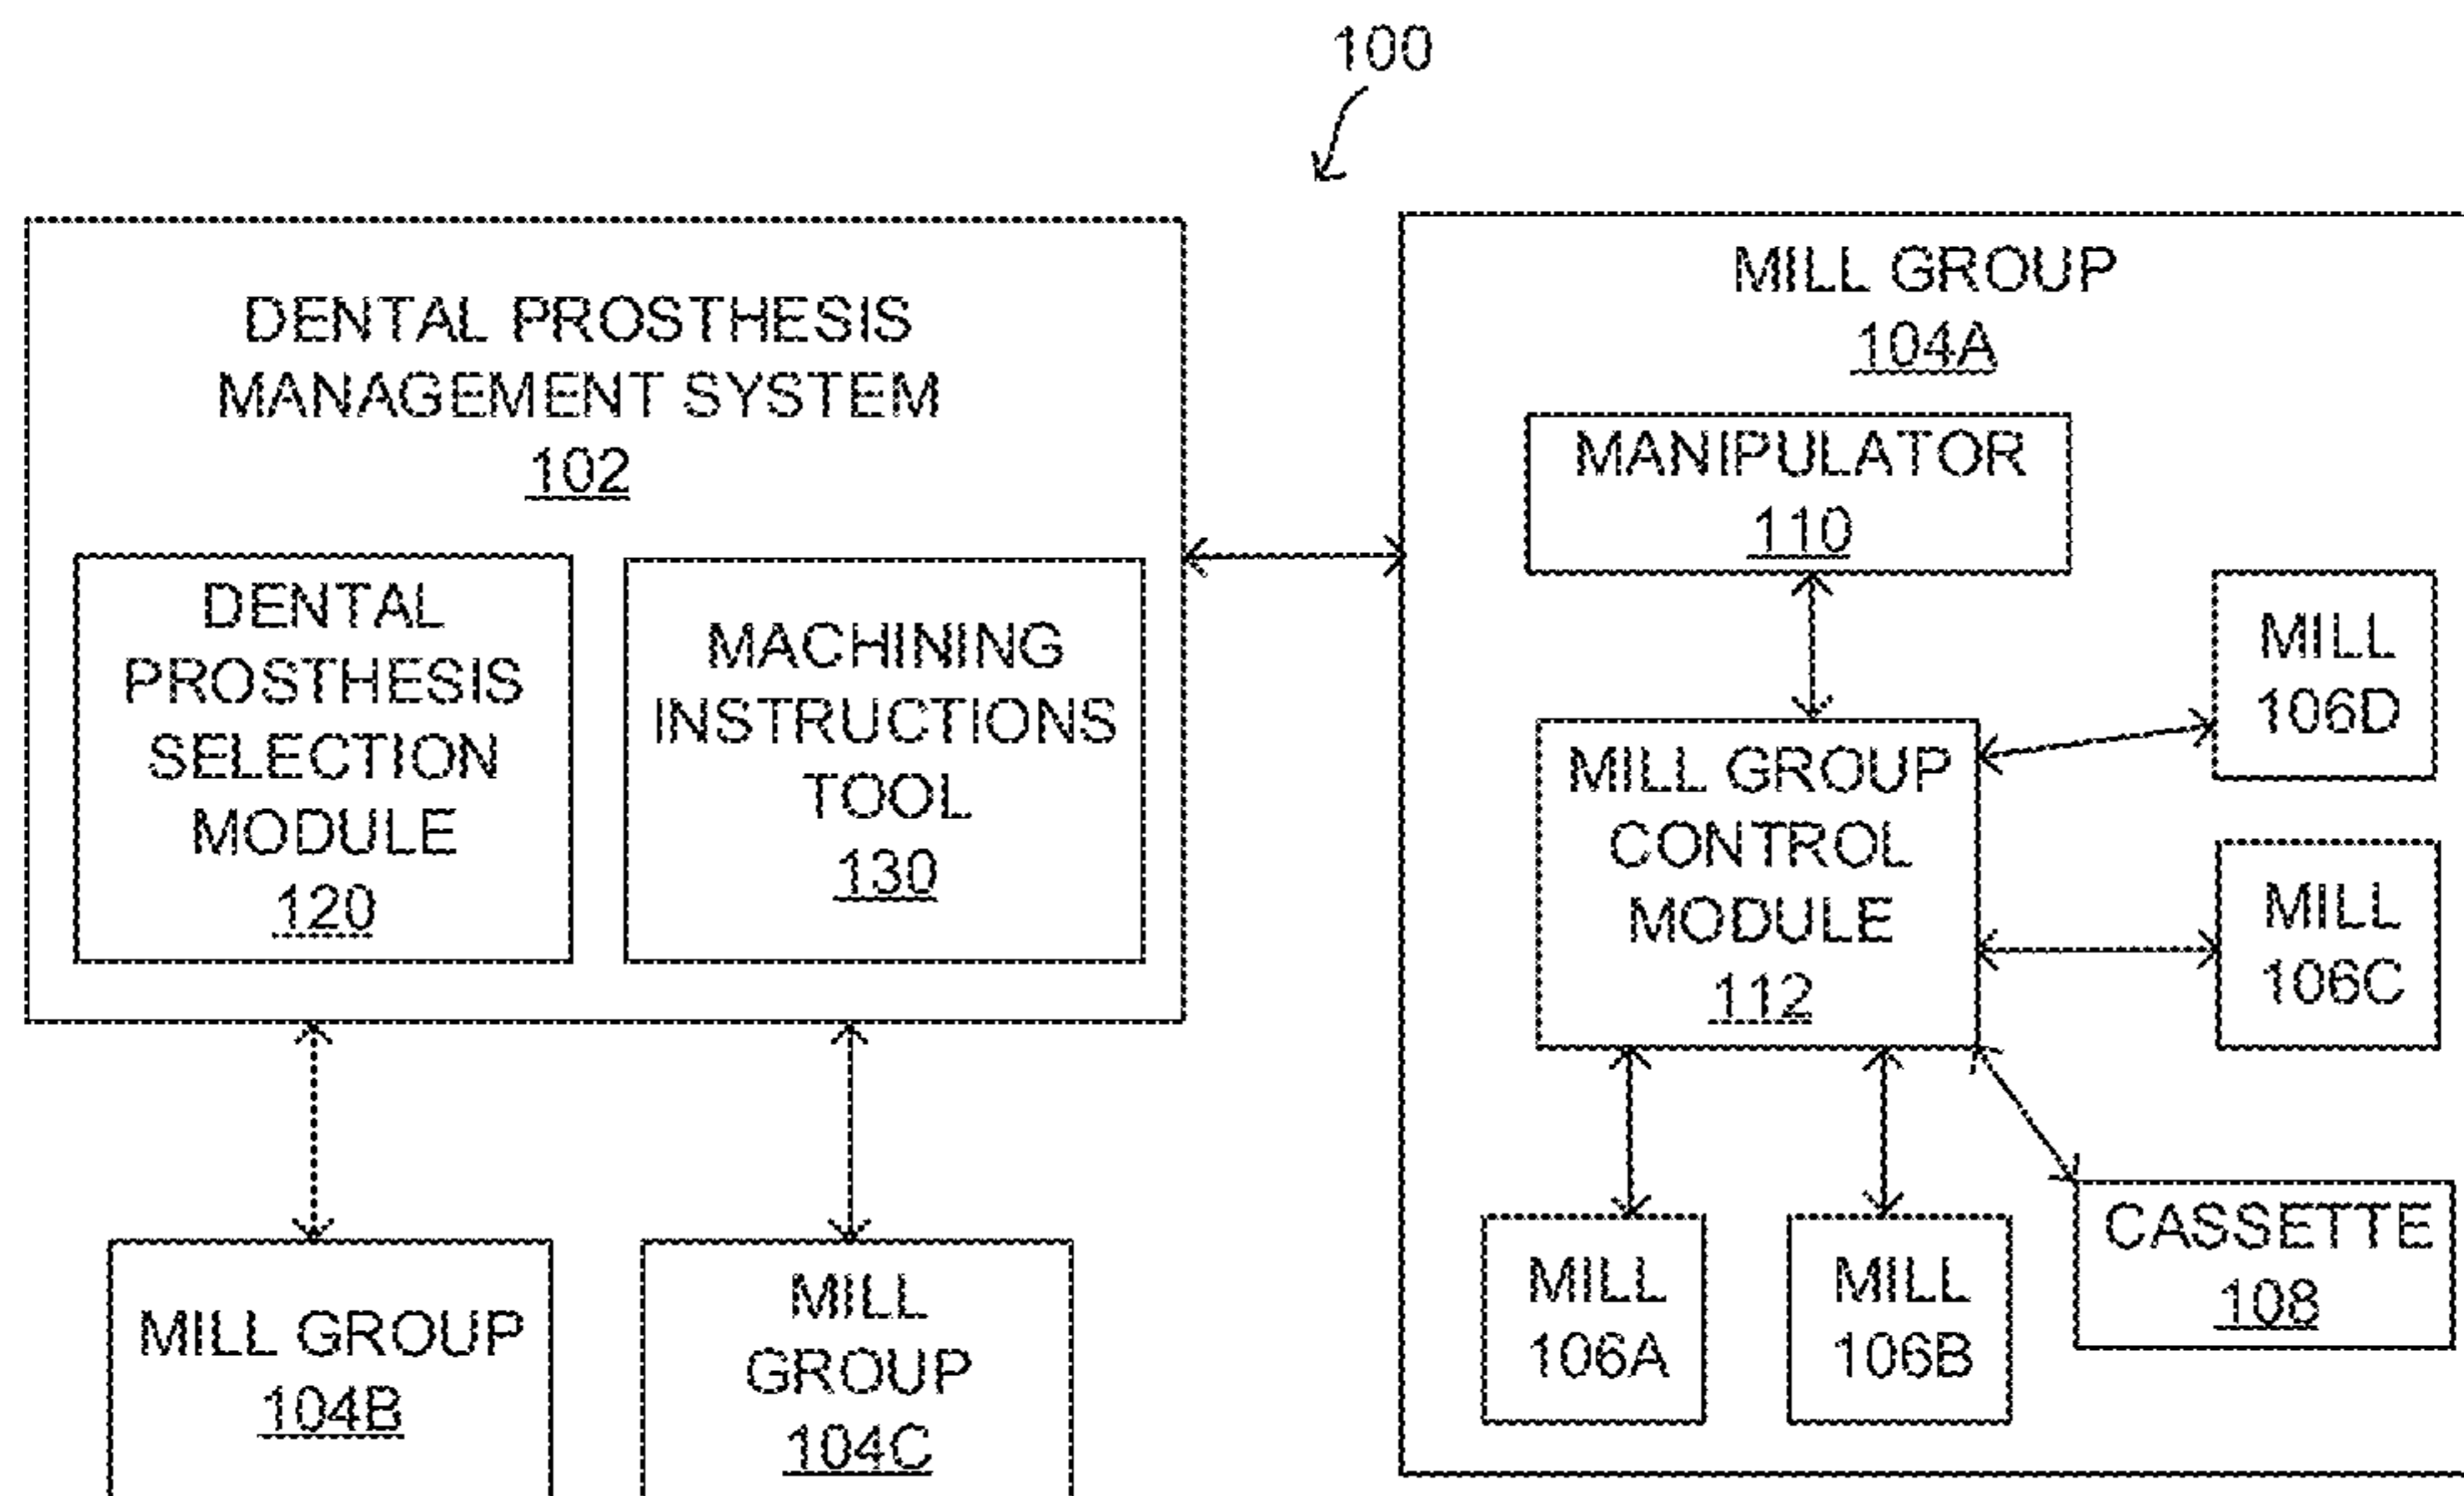 100
DENTAL PROSTHESIS
MANAGEMENT SYSTEM
102
DENTAL
PROSTHESIS
SELECTION
MODULE
120
MACHINING
INSTRUCTIONS
TOOL
130
MILL GROUP
104A
MANIPULATOR
110
MILL GROUP
CONTROL
MODULE
112
MILL
106D
MILL
106C
MILL
106A
MILL
106B
CASSETTE
108
MILL GROUP
104B
MILL
GROUP
104C